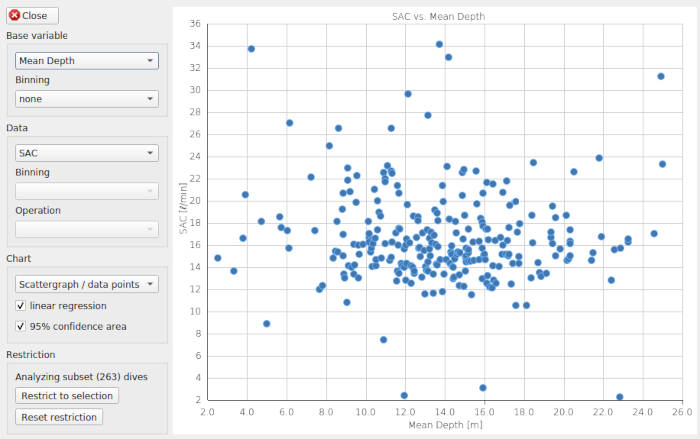 Close
Base variable
Mean Depth
Binning
none
Data
SAC
Binning
Operation
Chart
Scattergraph / data points
linear regression
95% confidence area
Restriction
Analyzing subset (263) dives
Restrict to selection
Reset restriction
SAC vs. Mean Depth
36
34
32
30
28
26
24
22
20
18
16
14
12
10
8
6
4
2
SAC [ℓ/min]
2.0 4.0 6.0 8.0 10.0 12.0 14.0 16.0 18.0 20.0 22.0 24.0 26.0
Mean Depth [m]